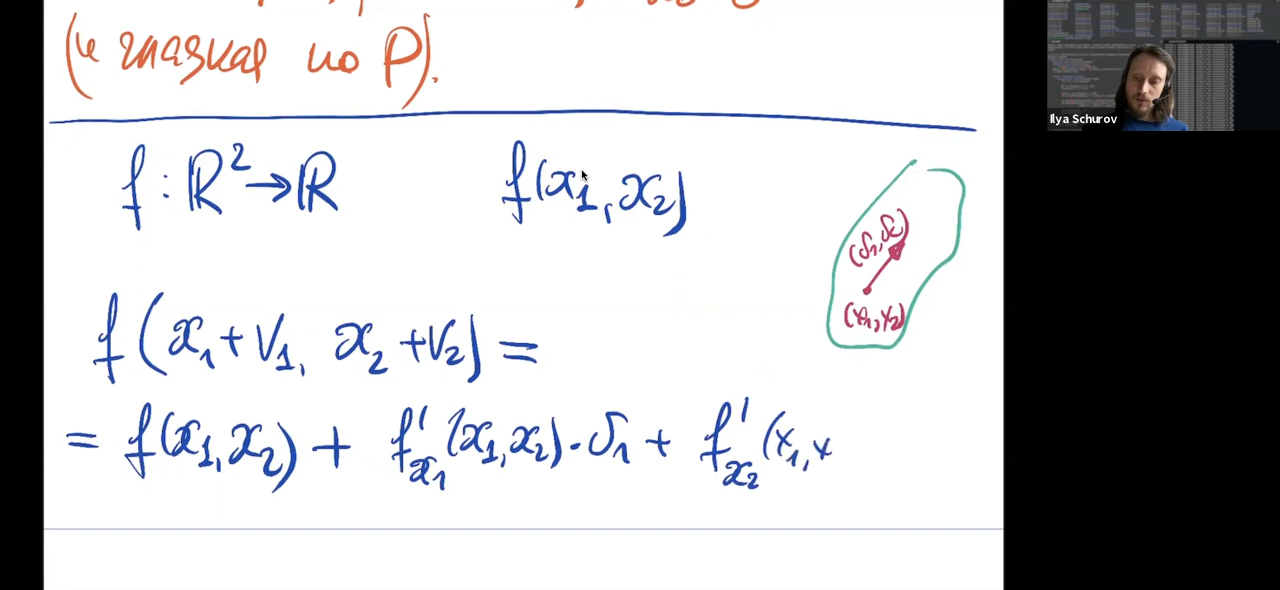 (и гладкая по P).
f : ℝ² → ℝ f(x₁, x₂)
(v₁, v₂)
(x₁, x₂)
f(x₁ + v₁, x₂ + v₂) =
= f(x₁, x₂) + f'ₓ₁(x₁, x₂) · v₁ + f'ₓ₂(x₁, x
Ilya Schurov